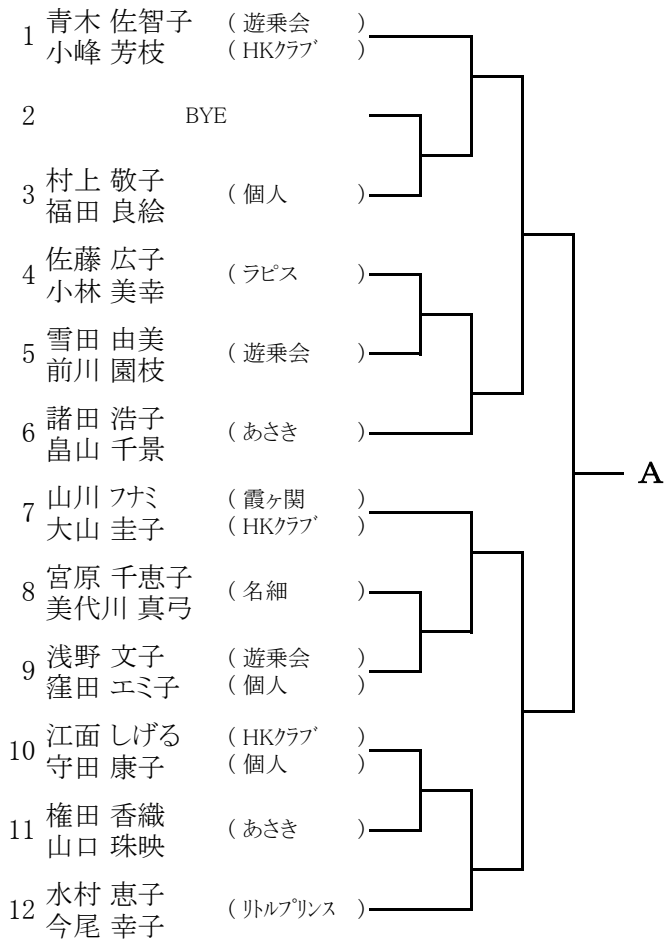 1 青木 佐智子 ( 遊乗会 )
小峰 芳枝 ( HKｸﾗﾌﾞ )
2 BYE
3 村上 敬子
福田 良絵 ( 個人 )
4 佐藤 広子
小林 美幸 ( ラピス )
5 雪田 由美
前川 園枝 ( 遊乗会 )
6 諸田 浩子
畠山 千景 ( あさき )
A
7 山川 フナミ ( 霞ヶ関 )
大山 圭子 ( HKｸﾗﾌﾞ )
8 宮原 千恵子
美代川 真弓 ( 名細 )
9 浅野 文子 ( 遊乗会 )
窪田 エミ子 ( 個人 )
10 江面 しげる ( HKｸﾗﾌﾞ )
守田 康子 ( 個人 )
11 権田 香織
山口 珠映 ( あさき )
12 水村 恵子
今尾 幸子 ( ﾘﾄﾙﾌﾟﾘﾝｽ )